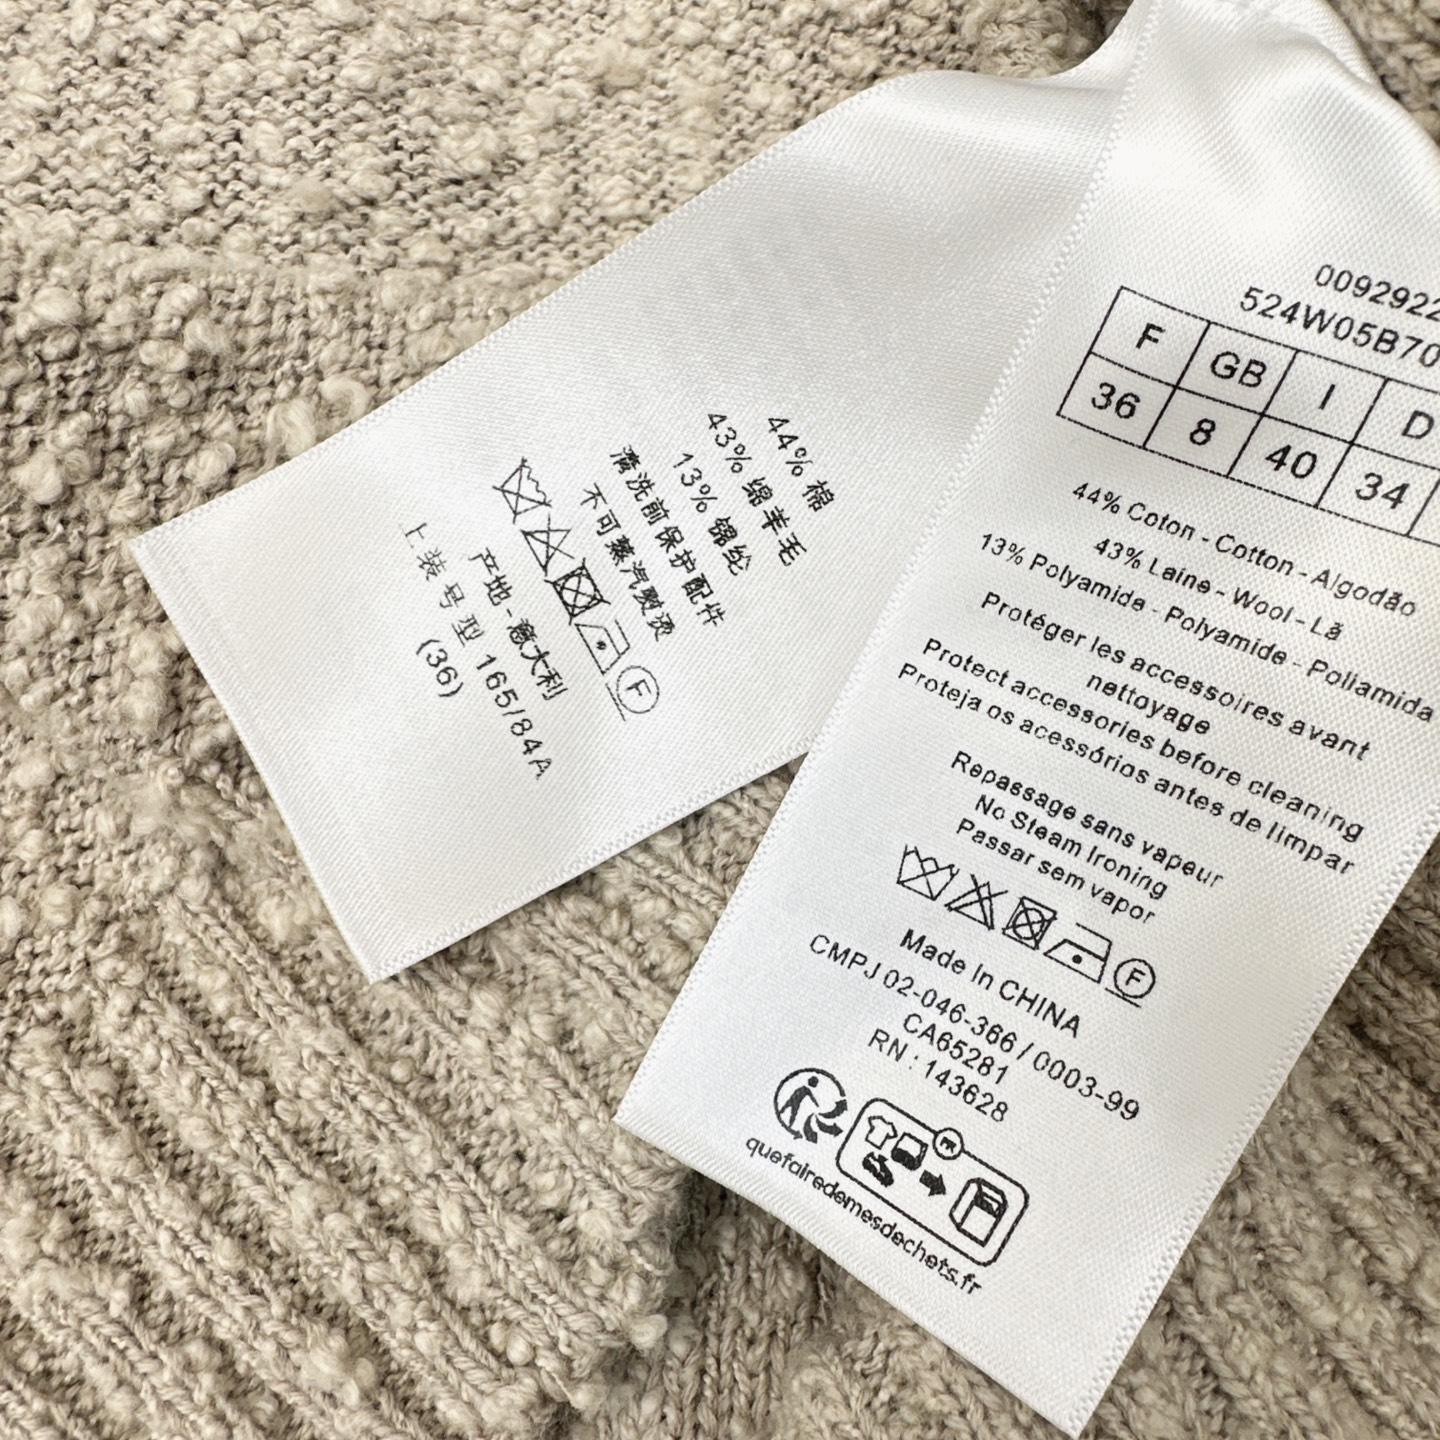 44% 棉
43% 绵羊毛
13% 锦纶
清洗前保护配件
不可蒸汽熨烫
F
产地-意大利
上装号型 165/84A
(36)
0092922
524W05B70
F GB I D
36 8 40 34
44% Coton - Cotton - Algodão
43% Laine - Wool - Lã
13% Polyamide - Polyamide - Poliamida
Protéger les accessoires avant
nettoyage
Protect accessories before cleaning
Proteja os acessórios antes de limpar
Repassage sans vapeur
No Steam Ironing
Passar sem vapor
F
Made in CHINA
CMPJ 02-046-366 / 0003-99
CA65281
RN : 143628
FR
quefairedemesdechets.fr